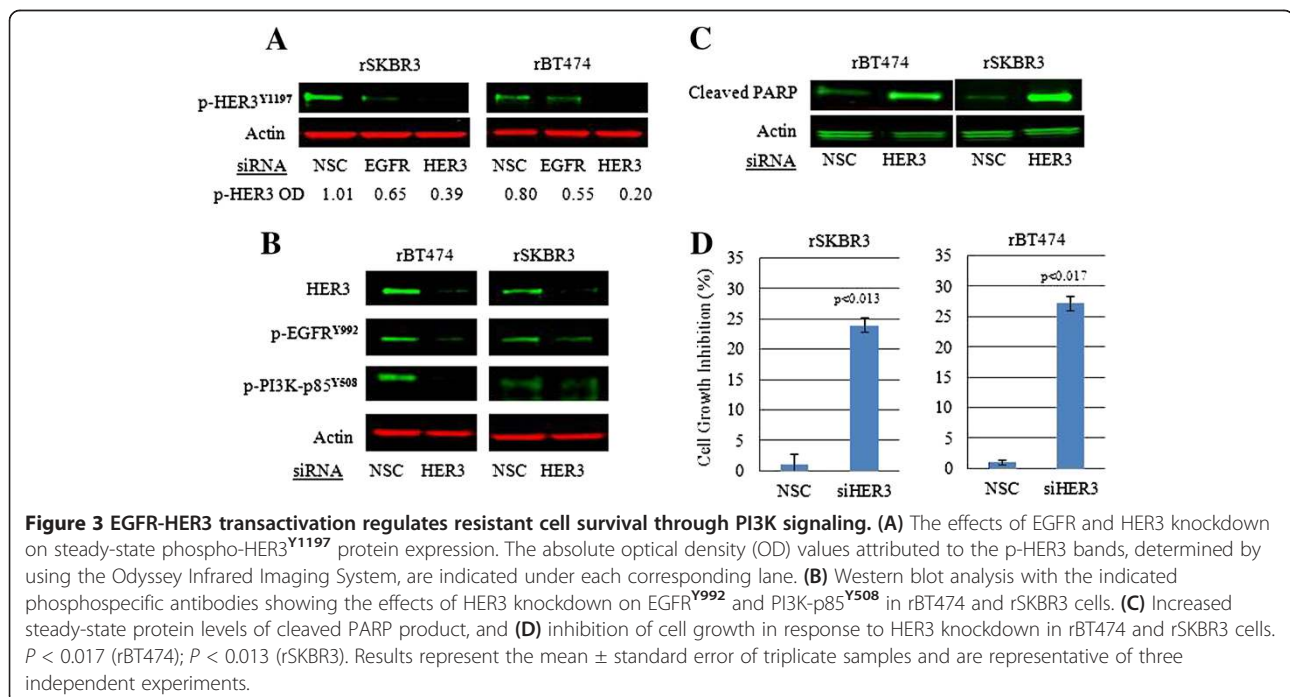 A
rSKBR3 rBT474
p-HER3Y1197
Actin
siRNA NSC EGFR HER3 NSC EGFR HER3
p-HER3 OD 1.01 0.65 0.39 0.80 0.55 0.20
C
rBT474 rSKBR3
Cleaved PARP
Actin
siRNA NSC HER3 NSC HER3
B
rBT474 rSKBR3
HER3
p-EGFRY992
p-PI3K-p85Y508
Actin
siRNA NSC HER3 NSC HER3
D
rSKBR3
Cell Growth Inhibition (%)
35
30
25
20
15
10
5
0
p<0.013
NSC siHER3
rBT474
35
30
25
20
15
10
5
0
p<0.017
NSC siHER3
Figure 3 EGFR-HER3 transactivation regulates resistant cell survival through PI3K signaling. (A) The effects of EGFR and HER3 knockdown
on steady-state phospho-HER3Y1197 protein expression. The absolute optical density (OD) values attributed to the p-HER3 bands, determined by
using the Odyssey Infrared Imaging System, are indicated under each corresponding lane. (B) Western blot analysis with the indicated
phosphospecific antibodies showing the effects of HER3 knockdown on EGFRY992 and PI3K-p85Y508 in rBT474 and rSKBR3 cells. (C) Increased
steady-state protein levels of cleaved PARP product, and (D) inhibition of cell growth in response to HER3 knockdown in rBT474 and rSKBR3 cells.
P < 0.017 (rBT474); P < 0.013 (rSKBR3). Results represent the mean ± standard error of triplicate samples and are representative of three
independent experiments.